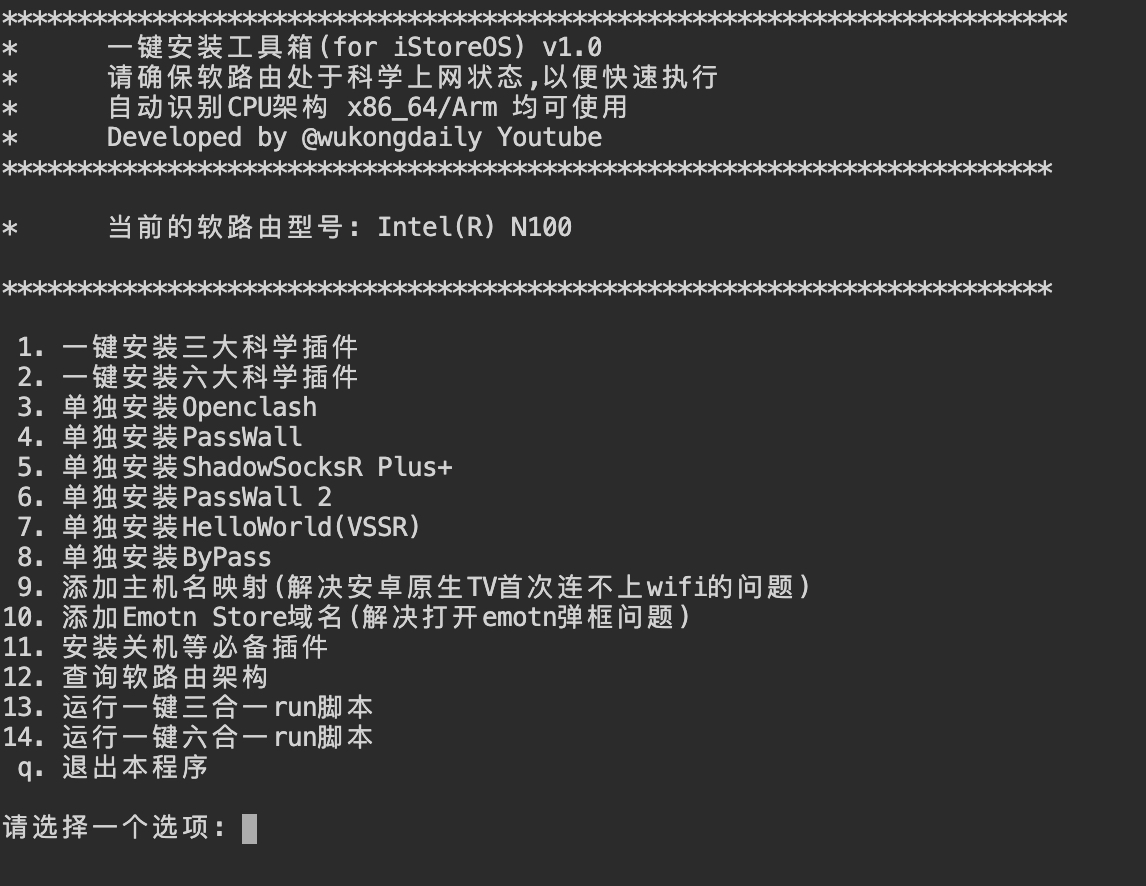 ***********************************************************************
*      一键安装工具箱(for iStoreOS) v1.0
*      请确保软路由处于科学上网状态,以便快速执行
*      自动识别CPU架构 x86_64/Arm 均可使用
*      Developed by @wukongdaily Youtube
**********************************************************************
*      当前的软路由型号: Intel(R) N100
**********************************************************************
1. 一键安装三大科学插件
2. 一键安装六大科学插件
3. 单独安装Openclash
4. 单独安装PassWall
5. 单独安装ShadowSocksR Plus+
6. 单独安装PassWall 2
7. 单独安装HelloWorld(VSSR)
8. 单独安装ByPass
9. 添加主机名映射(解决安卓原生TV首次连不上wifi的问题)
10. 添加Emotn Store域名(解决打开emotn弹框问题)
11. 安装关机等必备插件
12. 查询软路由架构
13. 运行一键三合一run脚本
14. 运行一键六合一run脚本
q. 退出本程序
请选择一个选项: